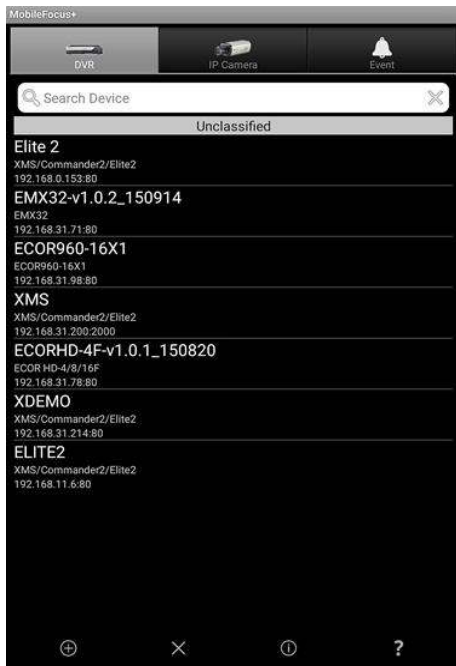 MobileFocus+
DVR
IP Camera
Event
Search Device
Unclassified
Elite 2
XMS/Commander2/Elite2
192.168.0.153:80
EMX32-v1.0.2_150914
EMX32
192.168.31.71:80
ECOR960-16X1
ECOR960-16X1
192.168.31.98:80
XMS
XMS/Commander2/Elite2
192.168.31.200:2000
ECORHD-4F-v1.0.1_150820
ECOR HD-4/8/16F
192.168.31.78:80
XDEMO
XMS/Commander2/Elite2
192.168.31.214:80
ELITE2
XMS/Commander2/Elite2
192.168.11.6:80
?